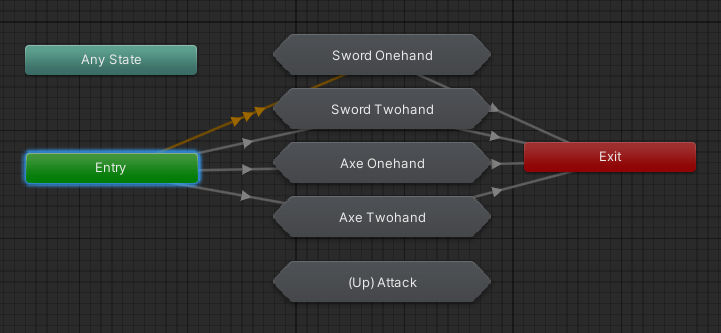 Any State
Entry
Sword Onehand
Sword Twohand
Axe Onehand
Axe Twohand
(Up) Attack
Exit